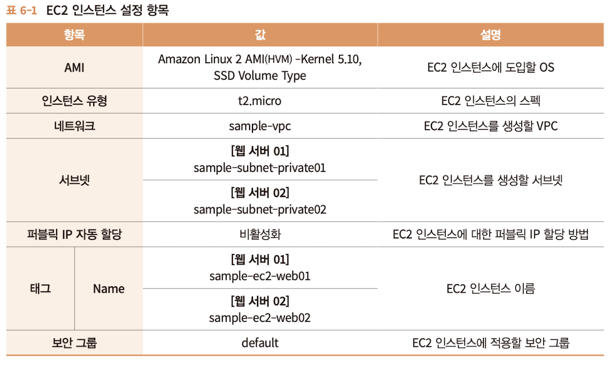 표 6-1 EC2 인스턴스 설정 항목
항목 값 설명
AMI
Amazon Linux 2 AMI(HVM) -Kernel 5.10,
SSD Volume Type
EC2 인스턴스에 도입할 OS
인스턴스 유형 t2.micro EC2 인스턴스의 스펙
네트워크 sample-vpc EC2 인스턴스를 생성할 VPC
서브넷
[웹 서버 01]
sample-subnet-private01
[웹 서버 02]
sample-subnet-private02
EC2 인스턴스를 생성할 서브넷
퍼블릭 IP 자동 할당 비활성화 EC2 인스턴스에 대한 퍼블릭 IP 할당 방법
태그 Name
[웹 서버 01]
sample-ec2-web01
[웹 서버 02]
sample-ec2-web02
EC2 인스턴스 이름
보안 그룹 default EC2 인스턴스에 적용할 보안 그룹